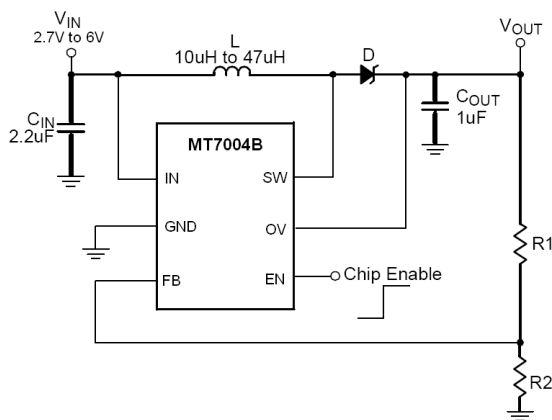 VIN
2.7V to 6V
L
10uH to 47uH
D
VOUT
CIN
2.2uF
COUT
1uF
MT7004B
IN
SW
GND
OV
FB
EN
Chip Enable
R1
R2